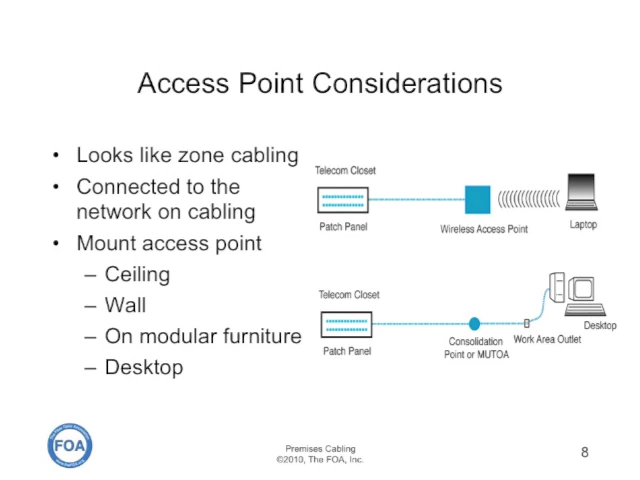 Access Point Considerations
• Looks like zone cabling
• Connected to the
network on cabling
• Mount access point
– Ceiling
– Wall
– On modular furniture
– Desktop
Telecom Closet
Patch Panel
Wireless Access Point
Laptop
Telecom Closet
Patch Panel
Consolidation
Point or MUTOA
Work Area Outlet
Desktop
FOA
Premises Cabling
©2010, The FOA, Inc.
8